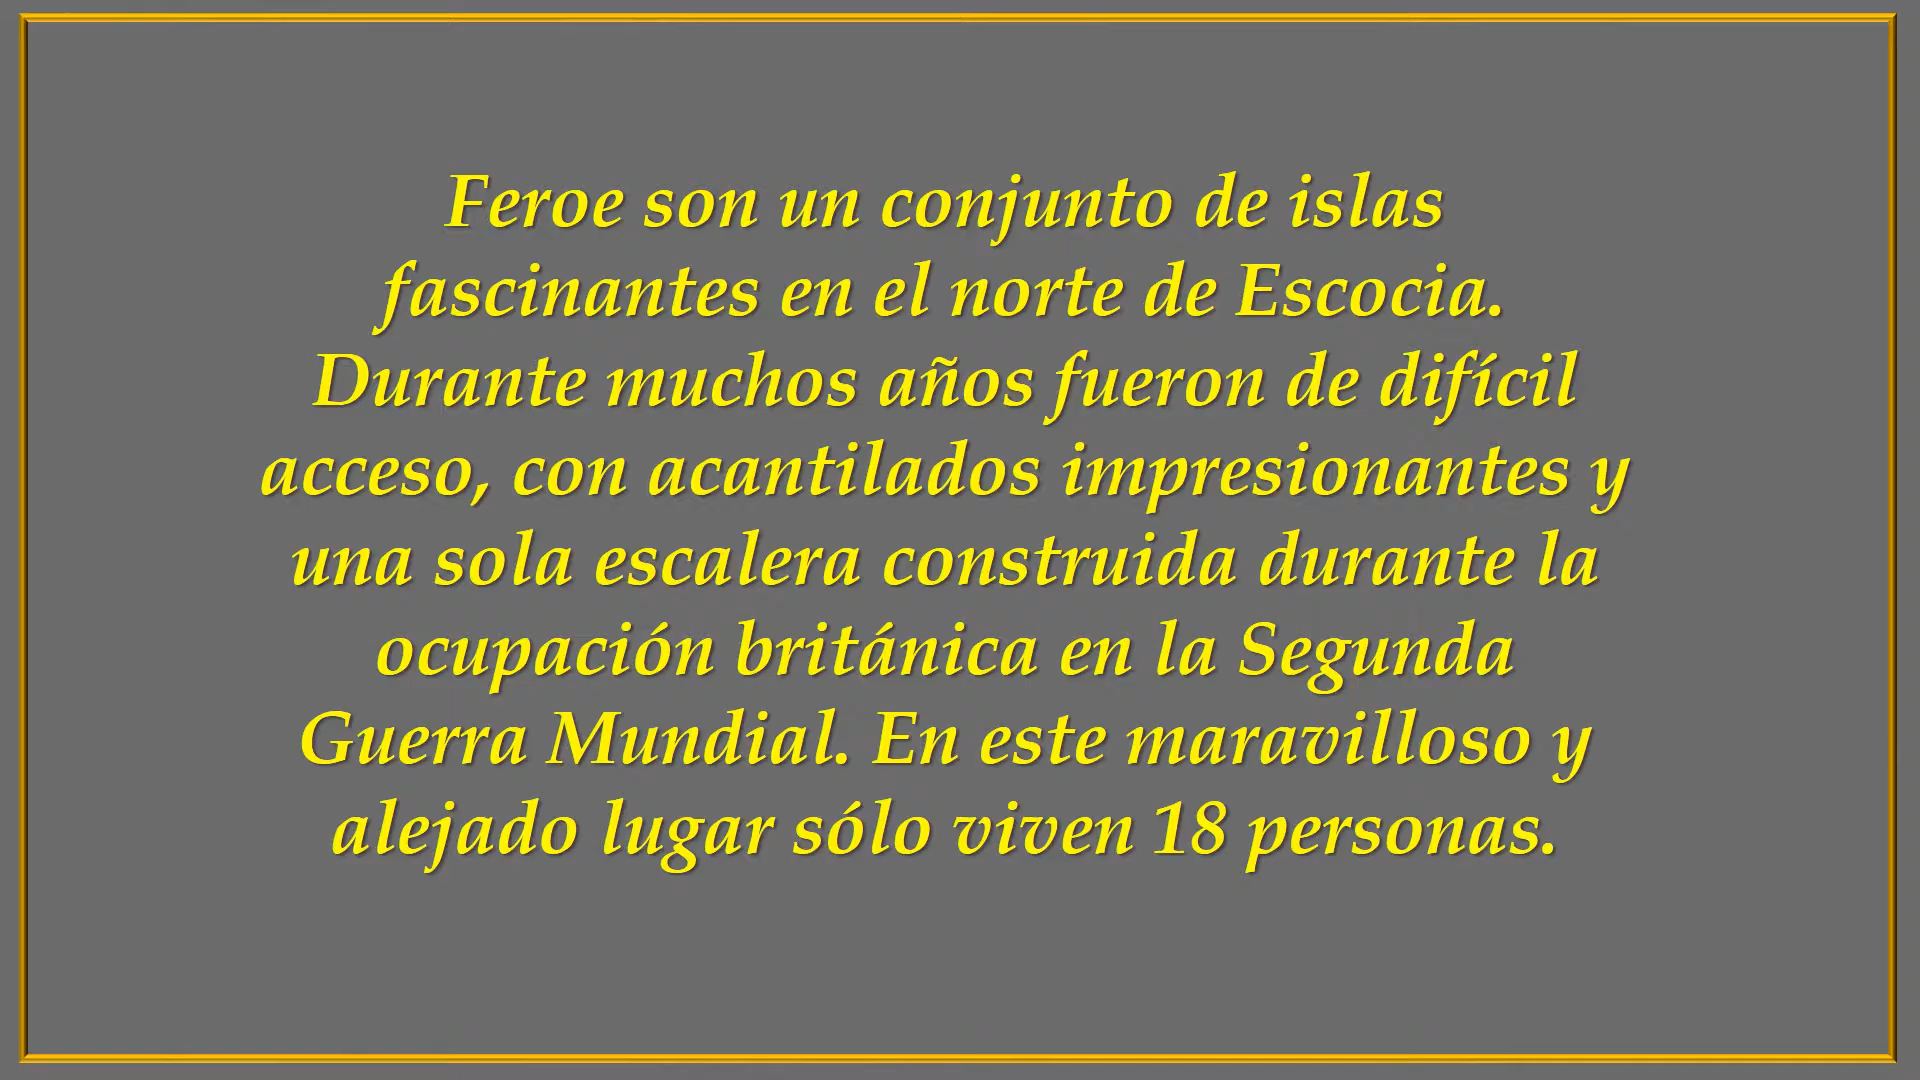 Feroe son un conjunto de islas
fascinantes en el norte de Escocia.
Durante muchos años fueron de difícil
acceso, con acantilados impresionantes y
una sola escalera construida durante la
ocupación británica en la Segunda
Guerra Mundial. En este maravilloso y
alejado lugar sólo viven 18 personas.